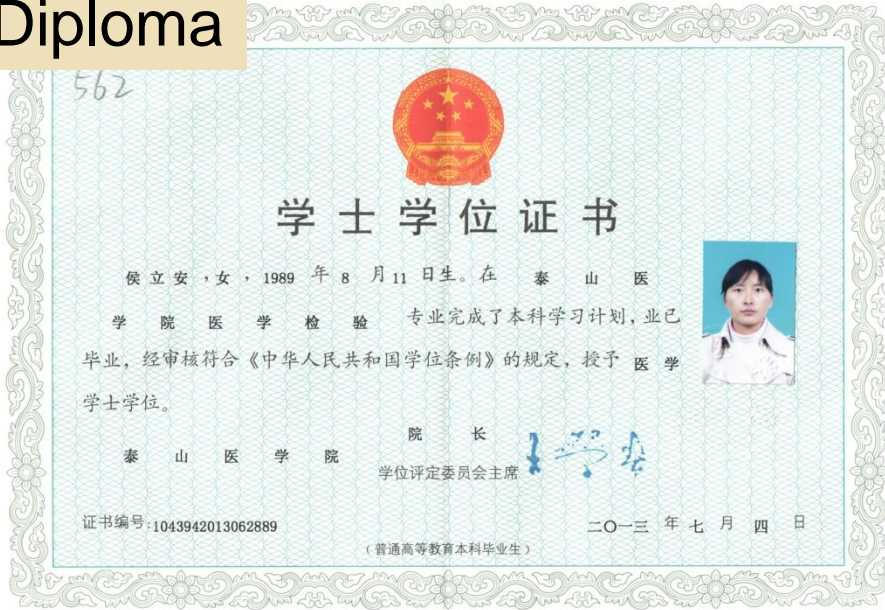 Diploma
562
学士学位证书
侯立安，女，1989 年 8 月 11 日生。在 泰山医
学院医学检验 专业完成了本科学习计划，业已
毕业，经审核符合《中华人民共和国学位条例》的规定，授予 医学
学士学位。
院长
泰山医学院
学位评定委员会主席
证书编号：1043942013062889
二〇一三 年 七 月 四 日
（普通高等教育本科毕业生）